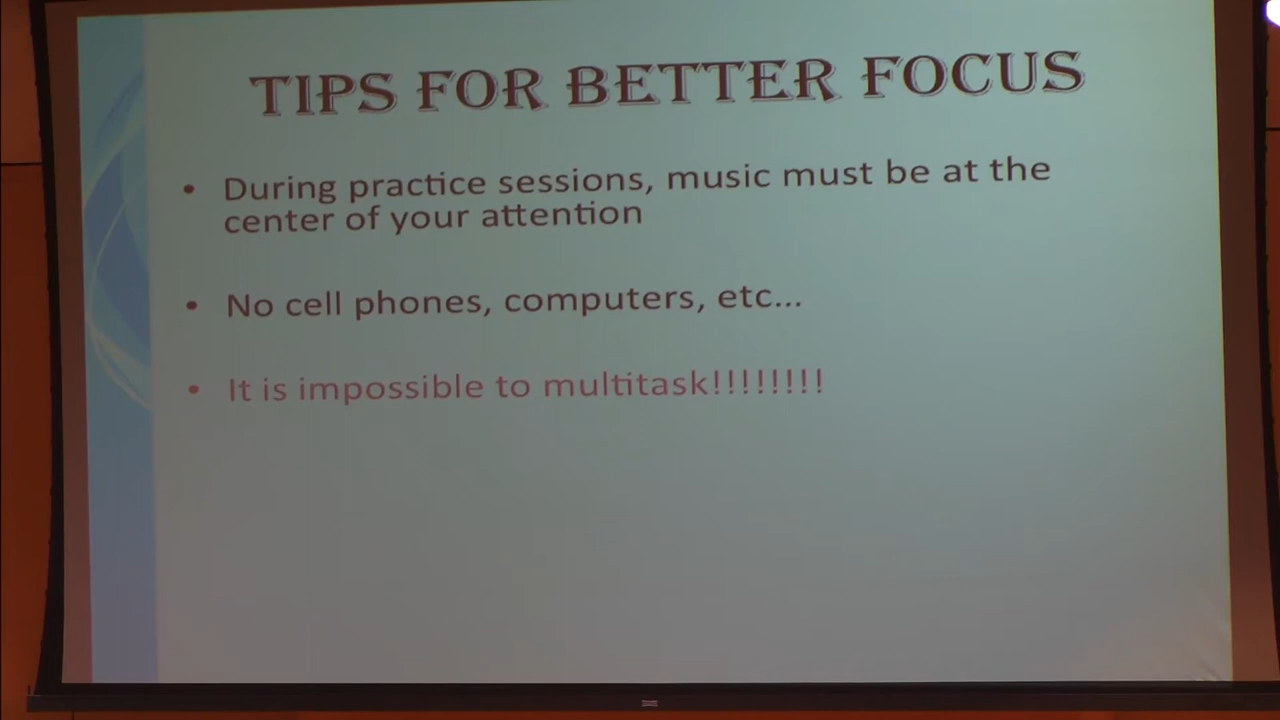 TIPS FOR BETTER FOCUS
• During practice sessions, music must be at the
center of your attention
• No cell phones, computers, etc...
• It is impossible to multitask!!!!!!!!